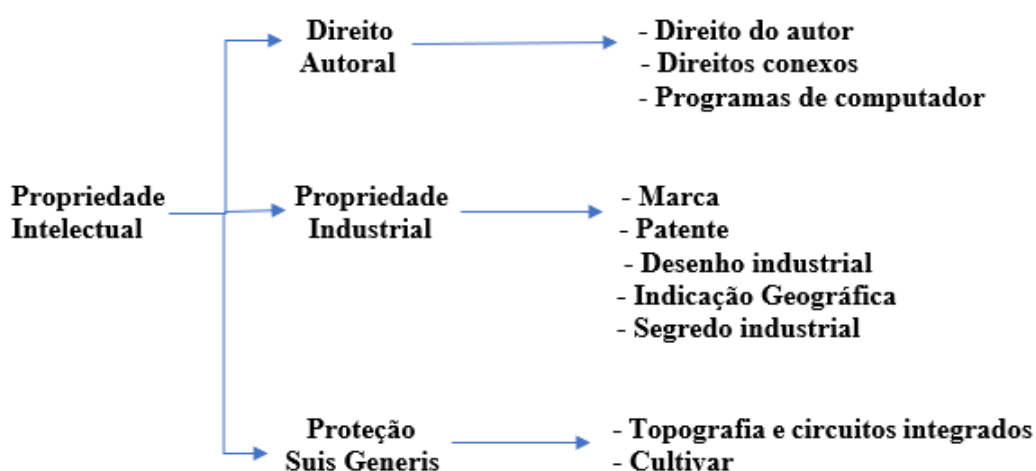 Direito
Autoral
- Direito do autor
- Direitos conexos
- Programas de computador
Propriedade
Intelectual
Propriedade
Industrial
- Marca
- Patente
- Desenho industrial
- Indicação Geográfica
- Segredo industrial
Proteção
Suis Generis
- Topografia e circuitos integrados
- Cultivar